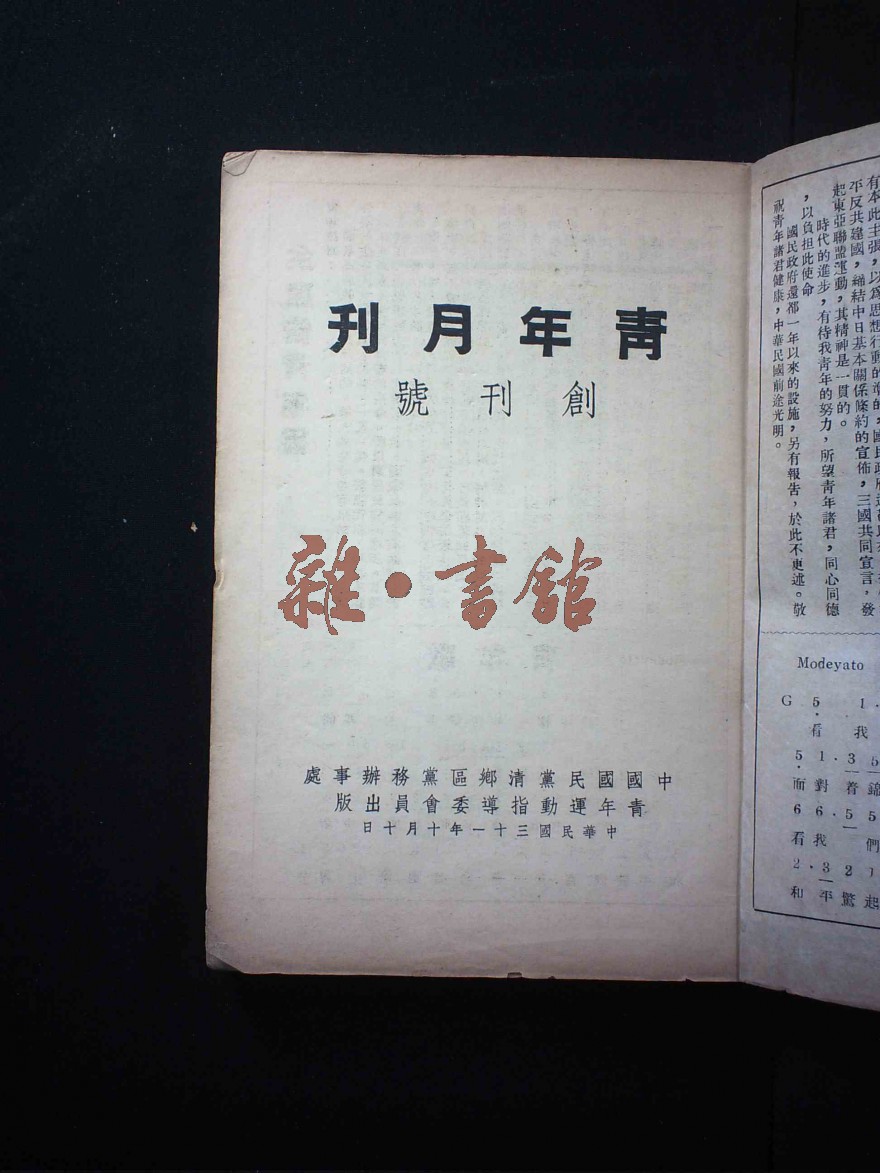 青年月刊
創刊號
雜·書館
中國國民黨清鄉區黨務辦事處
青年運動指導委會員出版
中華民國三十一年十月十日
有本此主張，以爲思想行動的準的，國民政府
平反共建國，締結中日基本關係條約的宣佈，三國共同宣言，發
起東亞聯盟運動，其精神是一貫的。
時代的進步，有待我青年的努力，所望青年諸君，同心同德
，以負担此使命
國民政府還都一年以來的設施，另有報告，於此不更述。敬
祝青年諸君健康，中華民國前途光明。
Modeyato
G 5 1.
看 我
5 1. 3 5
而 對 着 錦
6 6. 5 5
看 我 們
2. 3 2 1
和 平 驚 起